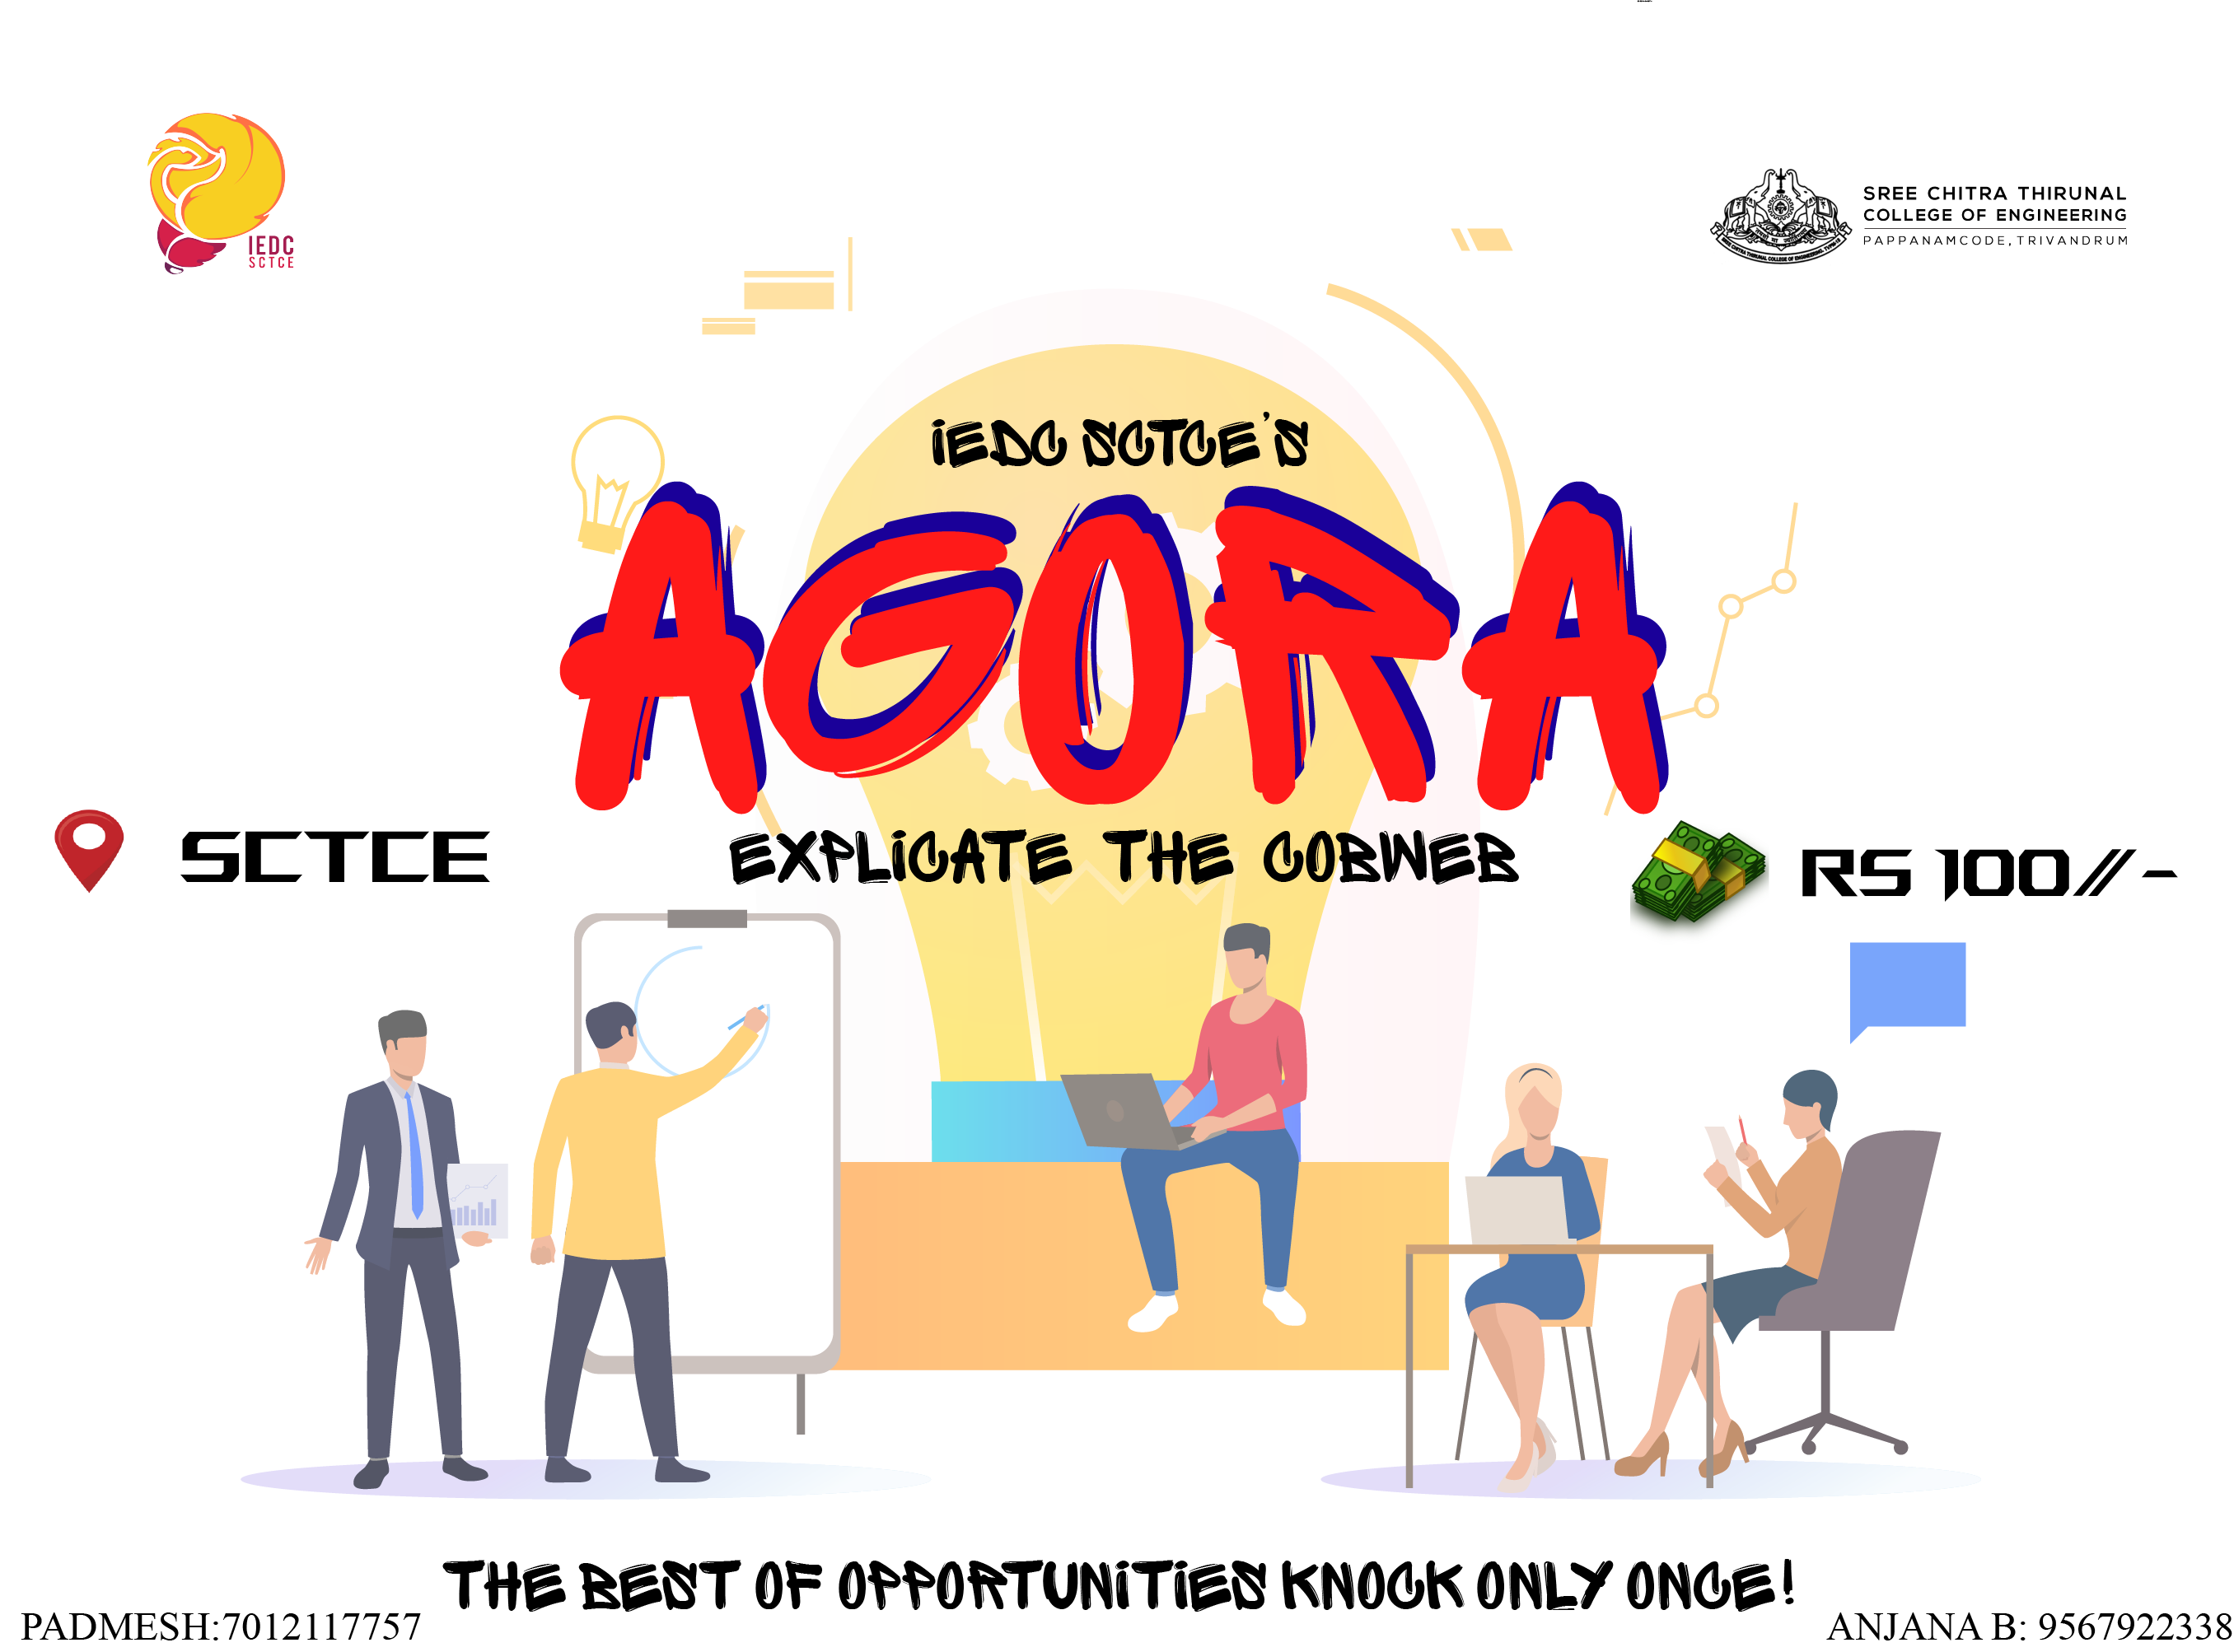 IEDC
SCTCE
SREE CHITRA THIRUNAL
COLLEGE OF ENGINEERING
PAPPANAMCODE, TRIVANDRUM
iEDC SCTCE'S
AGORA
EXPLiCATE THE COBWEB
SCTCE
RS 100//-
THE BEST OF OPPORTUNiTiES KNOCK ONLY ONCE!
PADMESH:7012117757
ANJANA B: 9567922338